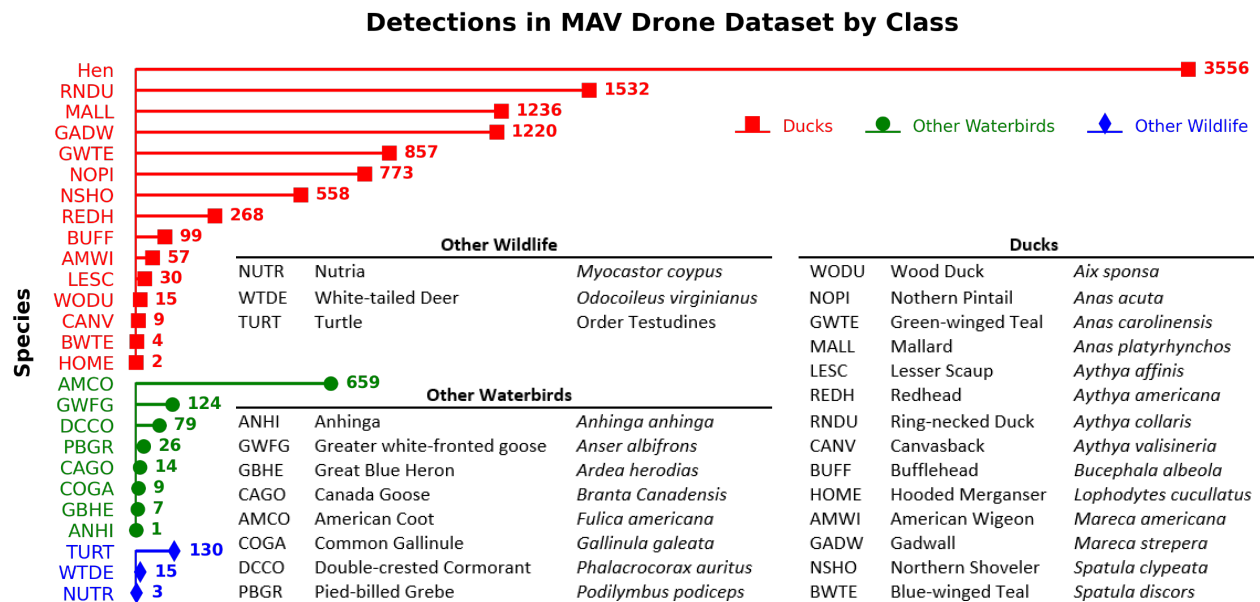 Detections in MAV Drone Dataset by Class
Species
Hen 3556
RNDU 1532
MALL 1236
GADW 1220
GWTE 857
NOPI 773
NSHO 558
REDH 268
BUFF 99
AMWI 57
LESC 30
WODU 15
CANV 9
BWTE 4
HOME 2
AMCO 659
GWFG 124
DCCO 79
PBGR 26
CAGO 14
COGA 9
GBHE 7
ANHI 1
TURT 130
WTDE 15
NUTR 3
Ducks Other Waterbirds Other Wildlife
Other Wildlife
NUTR Nutria Myocastor coypus
WTDE White-tailed Deer Odocoileus virginianus
TURT Turtle Order Testudines
Other Waterbirds
ANHI Anhinga Anhinga anhinga
GWFG Greater white-fronted goose Anser albifrons
GBHE Great Blue Heron Ardea herodias
CAGO Canada Goose Branta Canadensis
AMCO American Coot Fulica americana
COGA Common Gallinule Gallinula galeata
DCCO Double-crested Cormorant Phalacrocorax auritus
PBGR Pied-billed Grebe Podilymbus podiceps
Ducks
WODU Wood Duck Aix sponsa
NOPI Nothern Pintail Anas acuta
GWTE Green-winged Teal Anas carolinensis
MALL Mallard Anas platyrhynchos
LESC Lesser Scaup Aythya affinis
REDH Redhead Aythya americana
RNDU Ring-necked Duck Aythya collaris
CANV Canvasback Aythya valisineria
BUFF Bufflehead Bucephala albeola
HOME Hooded Merganser Lophodytes cucullatus
AMWI American Wigeon Mareca americana
GADW Gadwall Mareca strepera
NSHO Northern Shoveler Spatula clypeata
BWTE Blue-winged Teal Spatula discors